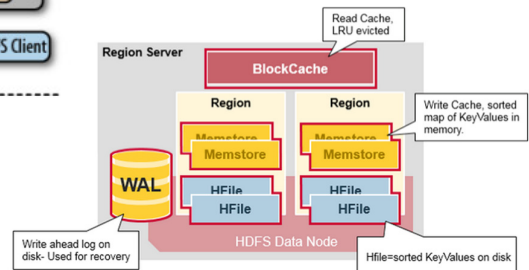 S Client
Read Cache,
LRU evicted
Region Server
BlockCache
Region
Region
Memstore
Memstore
Memstore
Memstore
Write Cache, sorted
map of KeyValues in
memory.
WAL
HFile
HFile
HFile
HFile
HDFS Data Node
Write ahead log on
disk- Used for recovery
Hfile=sorted KeyValues on disk